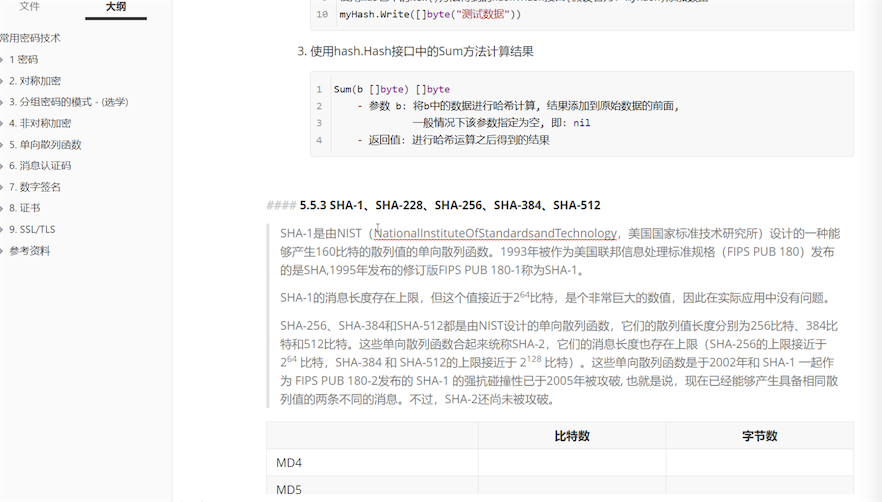 文件
大纲
常用密码技术
1 密码
2. 对称加密
3. 分组密码的模式 - (选学)
4. 非对称加密
5. 单向散列函数
6. 消息认证码
7. 数字签名
8. 证书
9. SSL/TLS
参考资料
10 myHash.Write([]byte("测试数据"))
3. 使用hash.Hash接口中的Sum方法计算结果
1 Sum(b []byte) []byte
2 - 参数 b: 将b中的数据进行哈希计算, 结果添加到原始数据的前面,
3 一般情况下该参数指定为空, 即: nil
4 - 返回值: 进行哈希运算之后得到的结果
#### 5.5.3 SHA-1、SHA-228、SHA-256、SHA-384、SHA-512
SHA-1是由NIST（NationalInstituteOfStandardsandTechnology，美国国家标准技术研究所）设计的一种能
够产生160比特的散列值的单向散列函数。1993年被作为美国联邦信息处理标准规格（FIPS PUB 180）发布
的是SHA,1995年发布的修订版FIPS PUB 180-1称为SHA-1。
SHA-1的消息长度存在上限，但这个值接近于2^64比特，是个非常巨大的数值，因此在实际应用中没有问题。
SHA-256、SHA-384和SHA-512都是由NIST设计的单向散列函数，它们的散列值长度分别为256比特、384比
特和512比特。这些单向散列函数合起来统称SHA-2，它们的消息长度也存在上限（SHA-256的上限接近于
2^64 比特，SHA-384 和 SHA-512的上限接近于 2^128 比特）。这些单向散列函数是于2002年和 SHA-1 一起作
为 FIPS PUB 180-2发布的 SHA-1 的强抗碰撞性已于2005年被攻破, 也就是说，现在已经能够产生具备相同散
列值的两条不同的消息。不过，SHA-2还尚未被攻破。
比特数 字节数
MD4
MD5